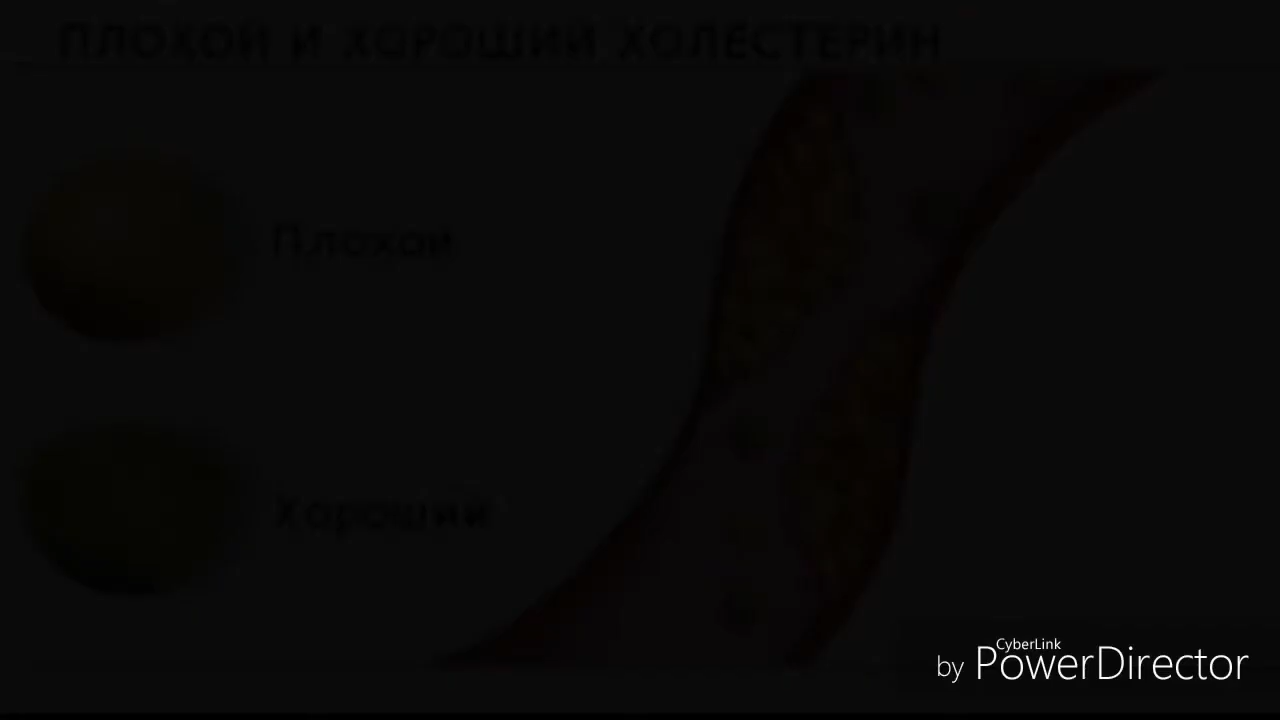 ПЛОХОЙ И ХОРОШИЙ ХОЛЕСТЕРИН
Плохой
Хороший
CyberLink
by PowerDirector